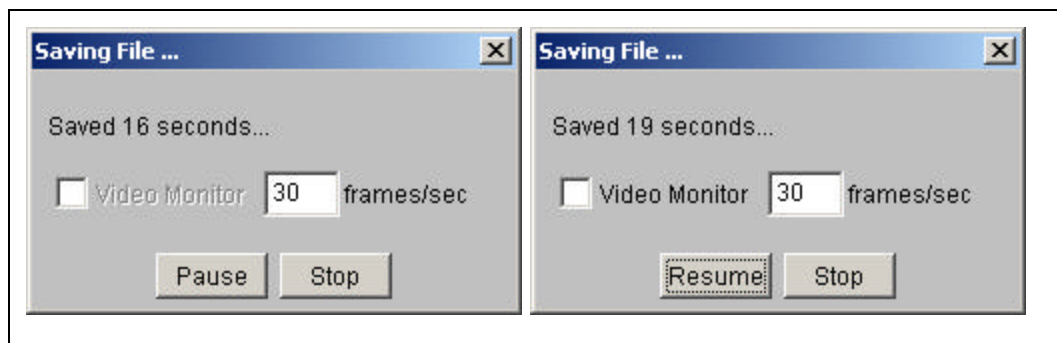 Saving File ...
Saved 16 seconds...
Video Monitor 30 frames/sec
Pause Stop
Saving File ...
Saved 19 seconds...
Video Monitor 30 frames/sec
Resume Stop